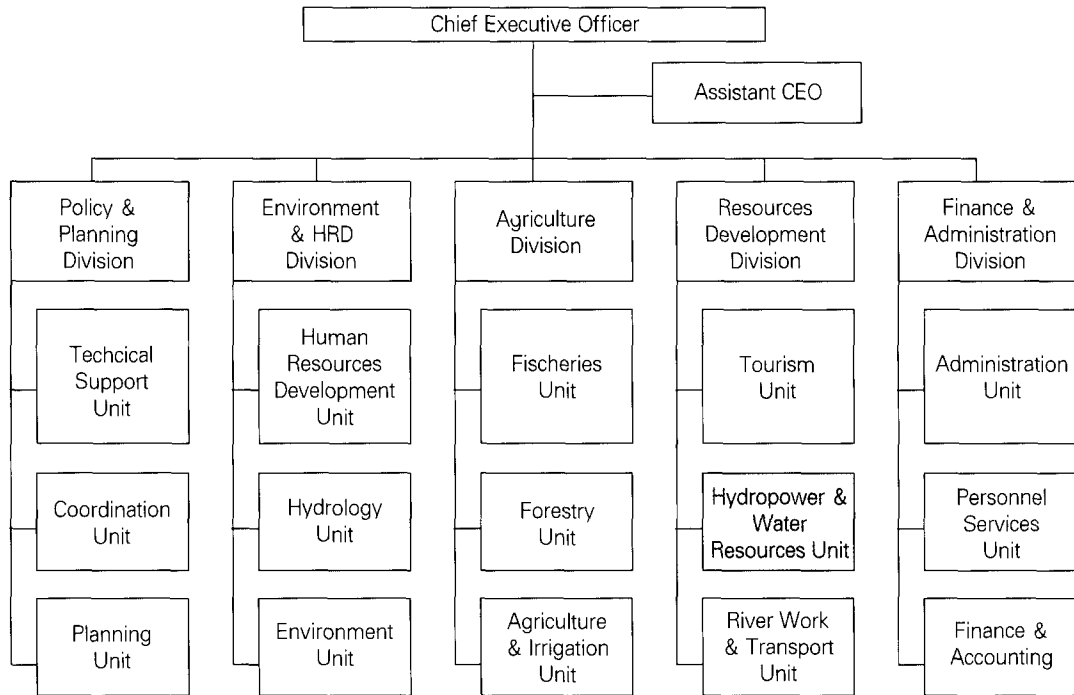 Chief Executive Officer
Assistant CEO
Policy &
Planning
Division
Environment
& HRD
Division
Agriculture
Division
Resources
Development
Division
Finance &
Administration
Division
Techcical
Support
Unit
Human
Resources
Development
Unit
Fischeries
Unit
Tourism
Unit
Administration
Unit
Coordination
Unit
Hydrology
Unit
Forestry
Unit
Hydropower &
Water
Resources Unit
Personnel
Services
Unit
Planning
Unit
Environment
Unit
Agriculture
& Irrigation
Unit
River Work
& Transport
Unit
Finance &
Accounting